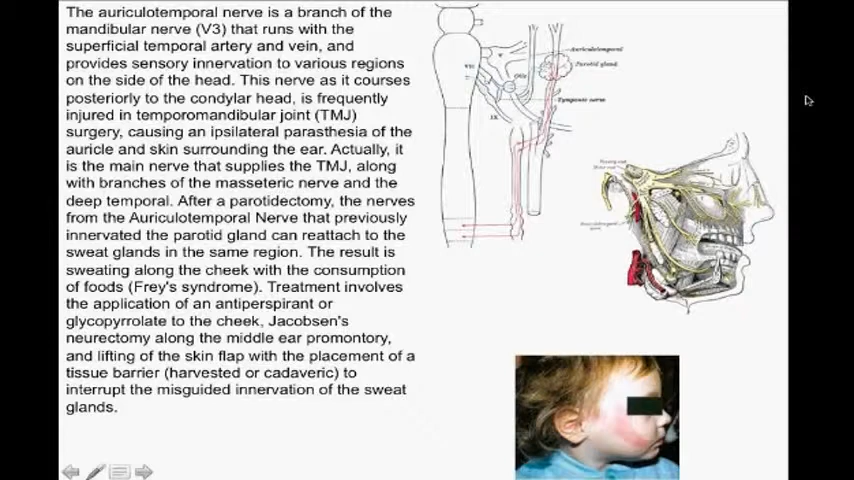 The auriculotemporal nerve is a branch of the
mandibular nerve (V3) that runs with the
superficial temporal artery and vein, and
provides sensory innervation to various regions
on the side of the head. This nerve as it courses
posteriorly to the condylar head, is frequently
injured in temporomandibular joint (TMJ)
surgery, causing an ipsilateral parasthesia of the
auricle and skin surrounding the ear. Actually, it
is the main nerve that supplies the TMJ, along
with branches of the masseteric nerve and the
deep temporal. After a parotidectomy, the nerves
from the Auriculotemporal Nerve that previously
innervated the parotid gland can reattach to the
sweat glands in the same region. The result is
sweating along the cheek with the consumption
of foods (Frey's syndrome). Treatment involves
the application of an antiperspirant or
glycopyrrolate to the cheek, Jacobsen's
neurectomy along the middle ear promontory,
and lifting of the skin flap with the placement of a
tissue barrier (harvested or cadaveric) to
interrupt the misguided innervation of the sweat
glands.
Auriculotemporal
Parotid gland
V
VII
Otic
IX